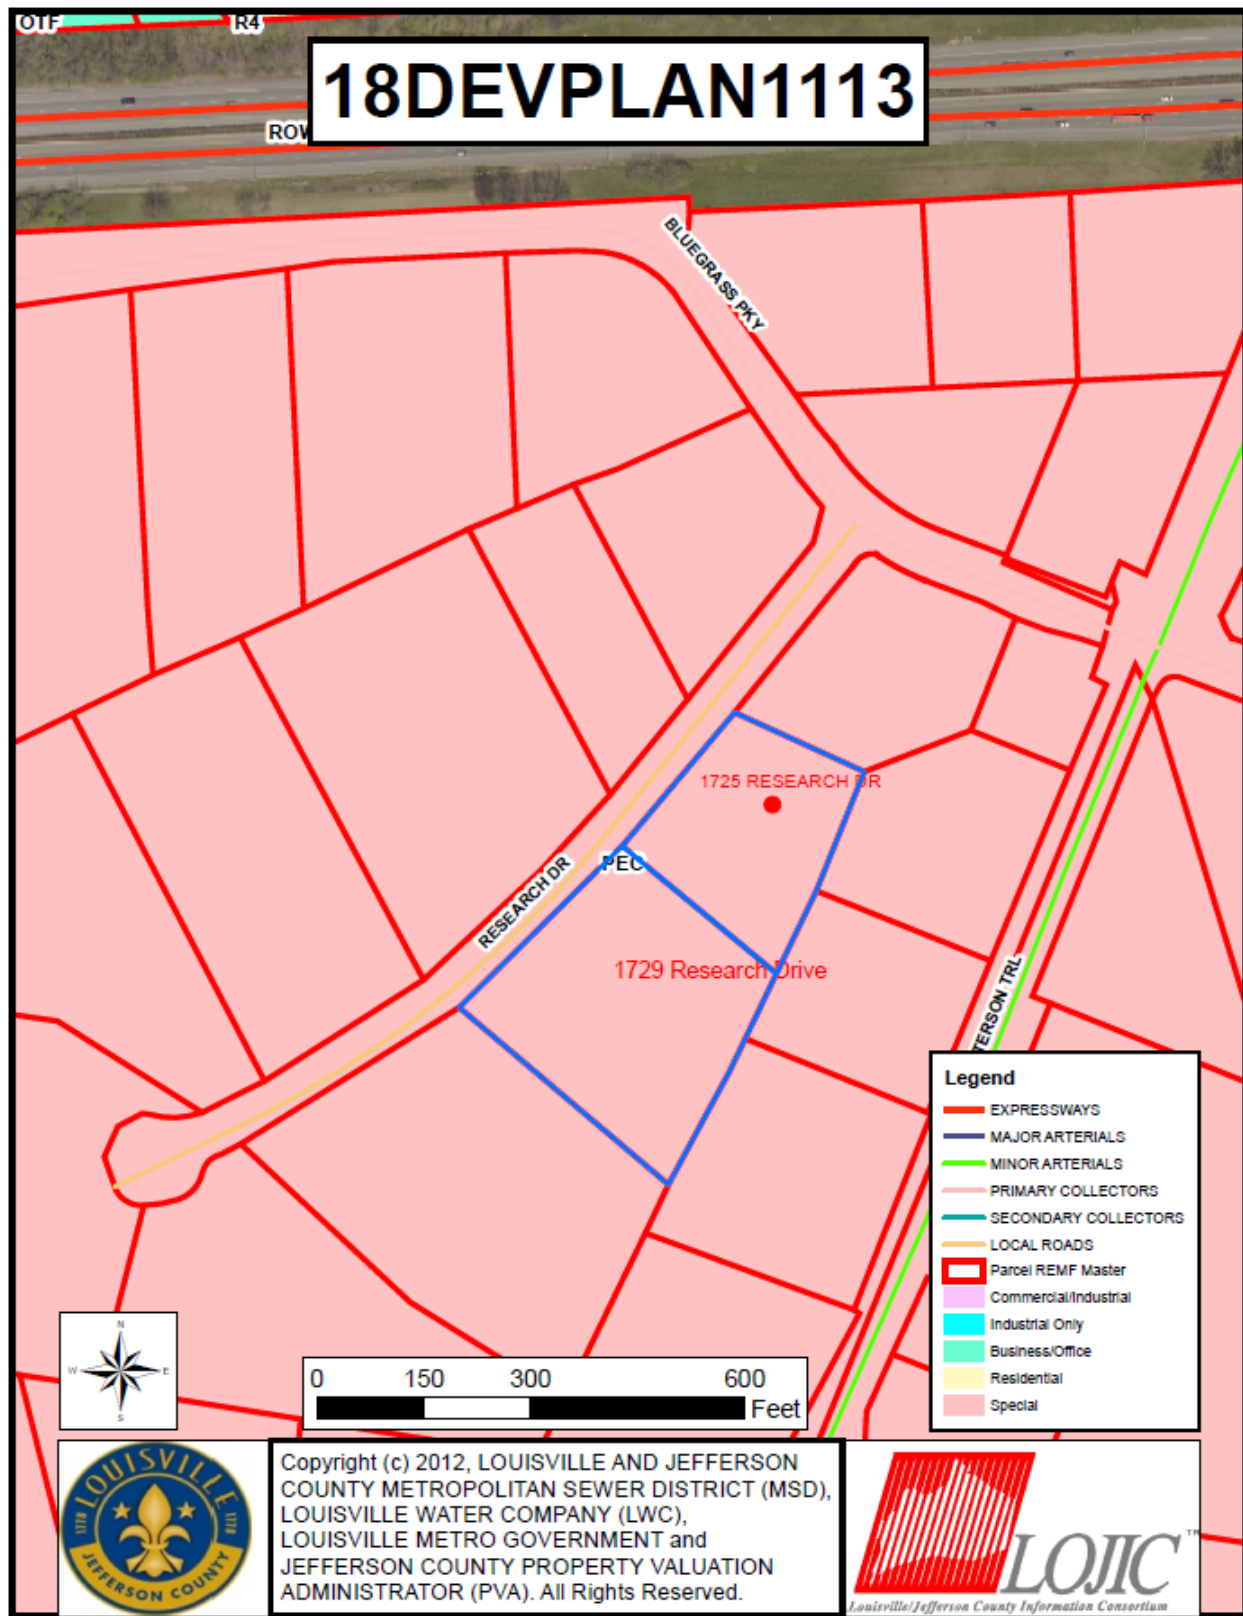 OTF
R4
18DEVPLAN1113
ROW
BLUEGRASS PKY
1725 RESEARCH DR
PEC
RESEARCH DR
1729 Research Drive
TERSON TRL
Legend
EXPRESSWAYS
MAJOR ARTERIALS
MINOR ARTERIALS
PRIMARY COLLECTORS
SECONDARY COLLECTORS
LOCAL ROADS
Parcel REMF Master
Commercial/Industrial
Industrial Only
Business/Office
Residential
Special
N
W E
S
0 150 300 600
Feet
LOUISVILLE
1778 1778
JEFFERSON COUNTY
Copyright (c) 2012, LOUISVILLE AND JEFFERSON
COUNTY METROPOLITAN SEWER DISTRICT (MSD),
LOUISVILLE WATER COMPANY (LWC),
LOUISVILLE METRO GOVERNMENT and
JEFFERSON COUNTY PROPERTY VALUATION
ADMINISTRATOR (PVA). All Rights Reserved.
LOJIC™
Louisville/Jefferson County Information Consortium